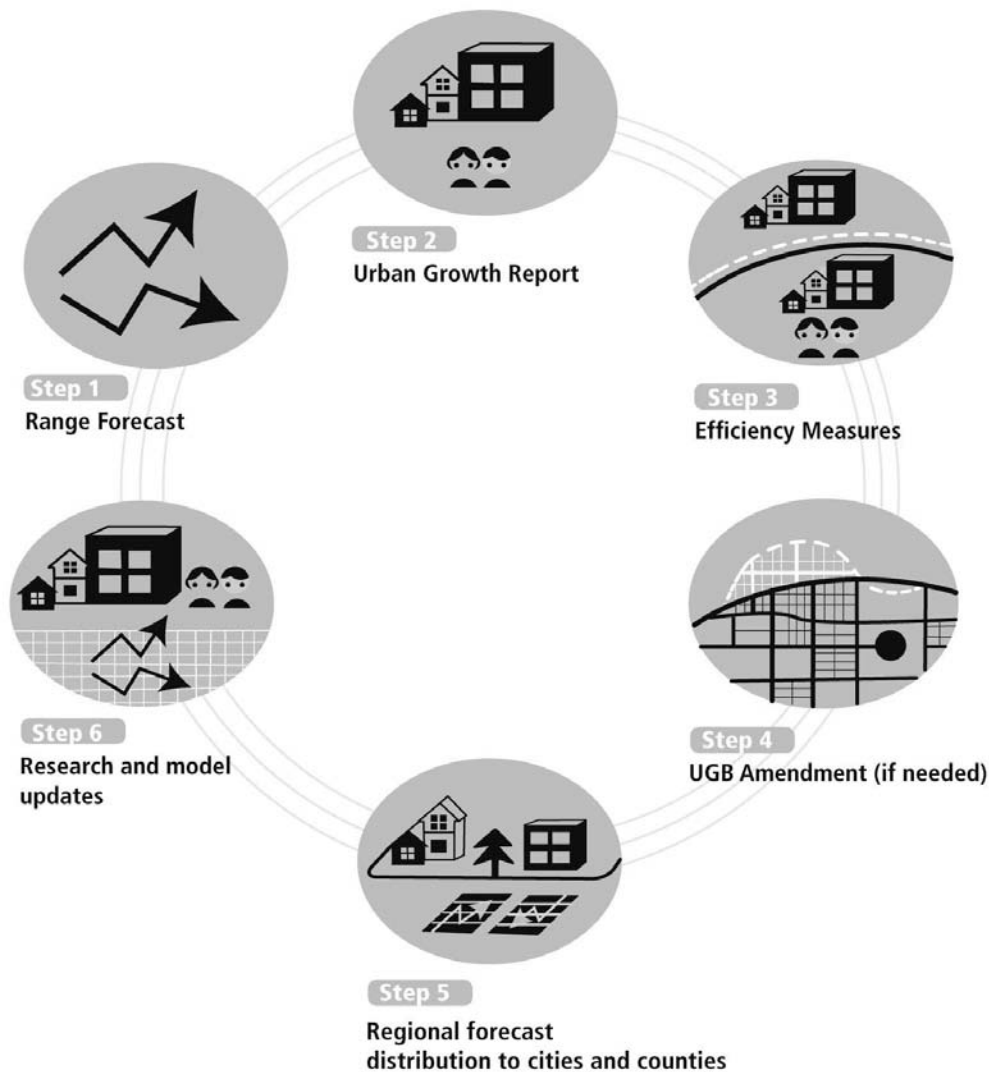 Step 1
Range Forecast
Step 2
Urban Growth Report
Step 3
Efficiency Measures
Step 4
UGB Amendment (if needed)
Step 5
Regional forecast
distribution to cities and counties
Step 6
Research and model
updates